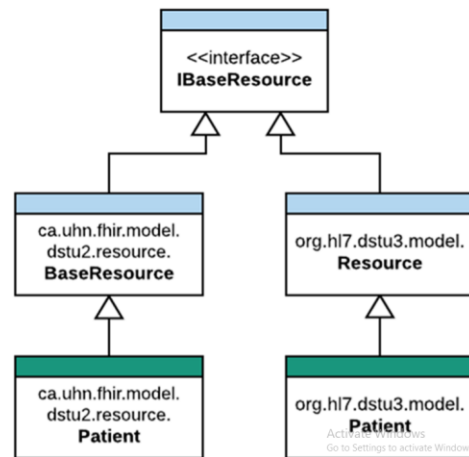 <<interface>>
IBaseResource
ca.uhn.fhir.model.
dstu2.resource.
BaseResource
org.hl7.dstu3.model.
Resource
ca.uhn.fhir.model.
dstu2.resource.
Patient
org.hl7.dstu3.model.
Patient
Activate Windows
Go to Settings to activate Windows